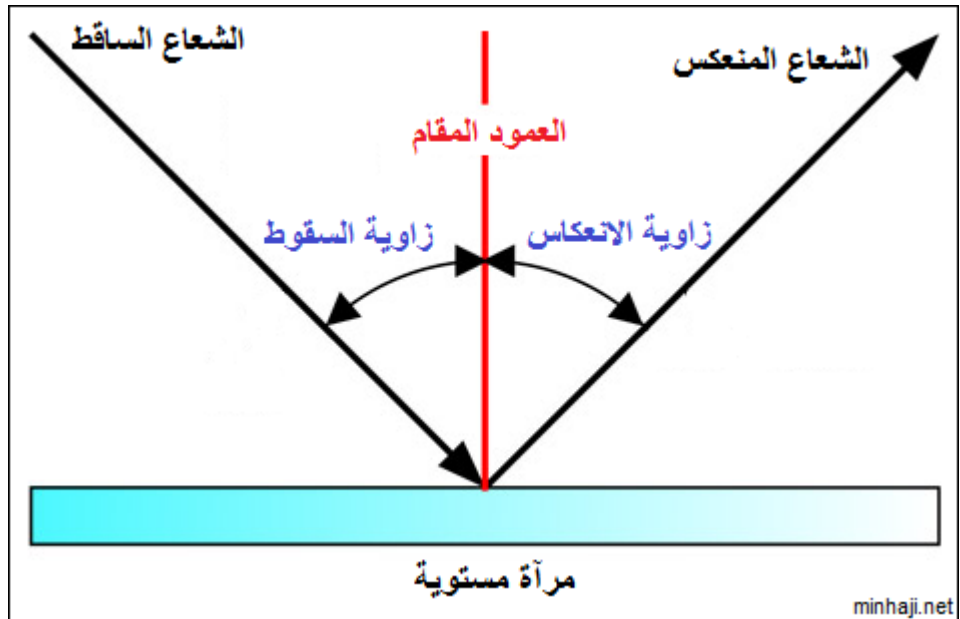 الشعاع الساقط
الشعاع المنعكس
العمود المقام
زاوية السقوط
زاوية الانعكاس
مرآة مستوية
minhaji.net